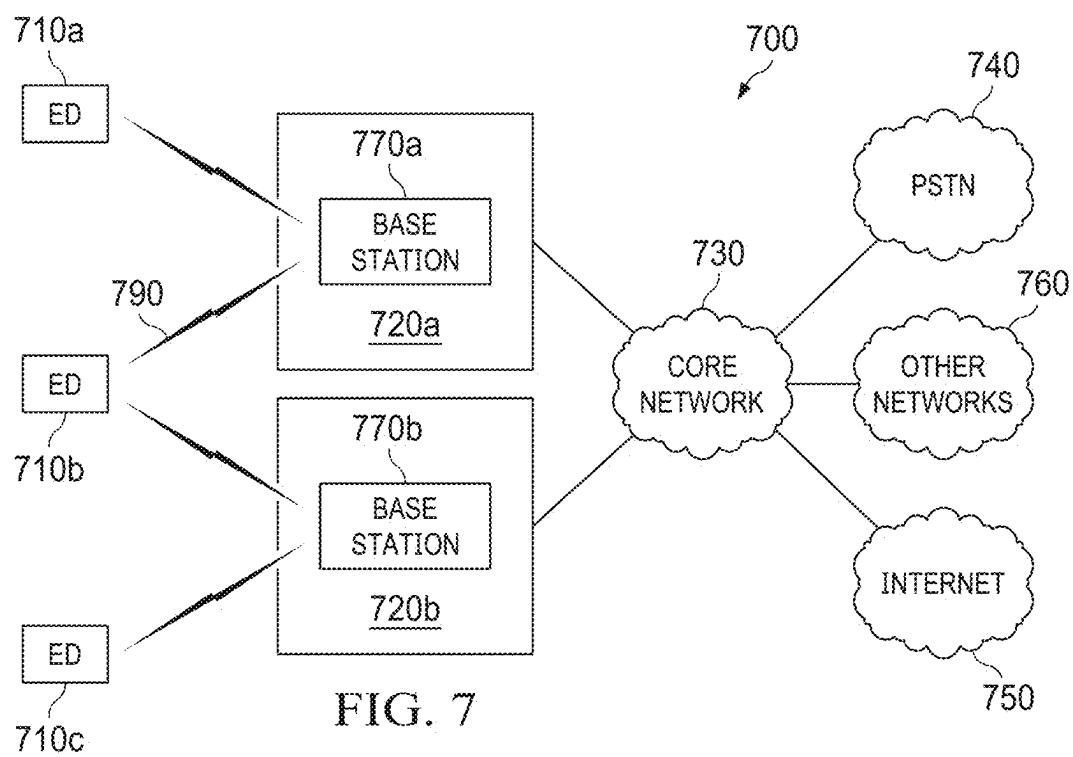 710a
ED
700
740
PSTN
770a
BASE
STATION
720a
790
730
CORE
NETWORK
760
OTHER
NETWORKS
ED
710b
770b
BASE
STATION
720b
INTERNET
750
ED
710c
FIG. 7